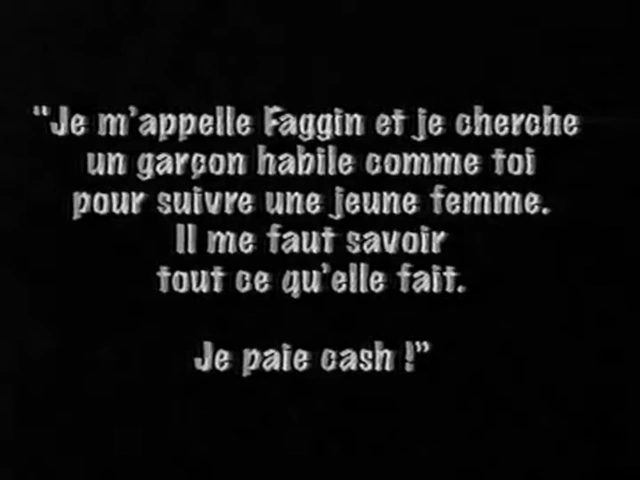 "Je m'appelle Faggin et je cherche
un garçon habile comme toi
pour suivre une jeune femme.
Il me faut savoir
tout ce qu'elle fait.
Je paie cash !"